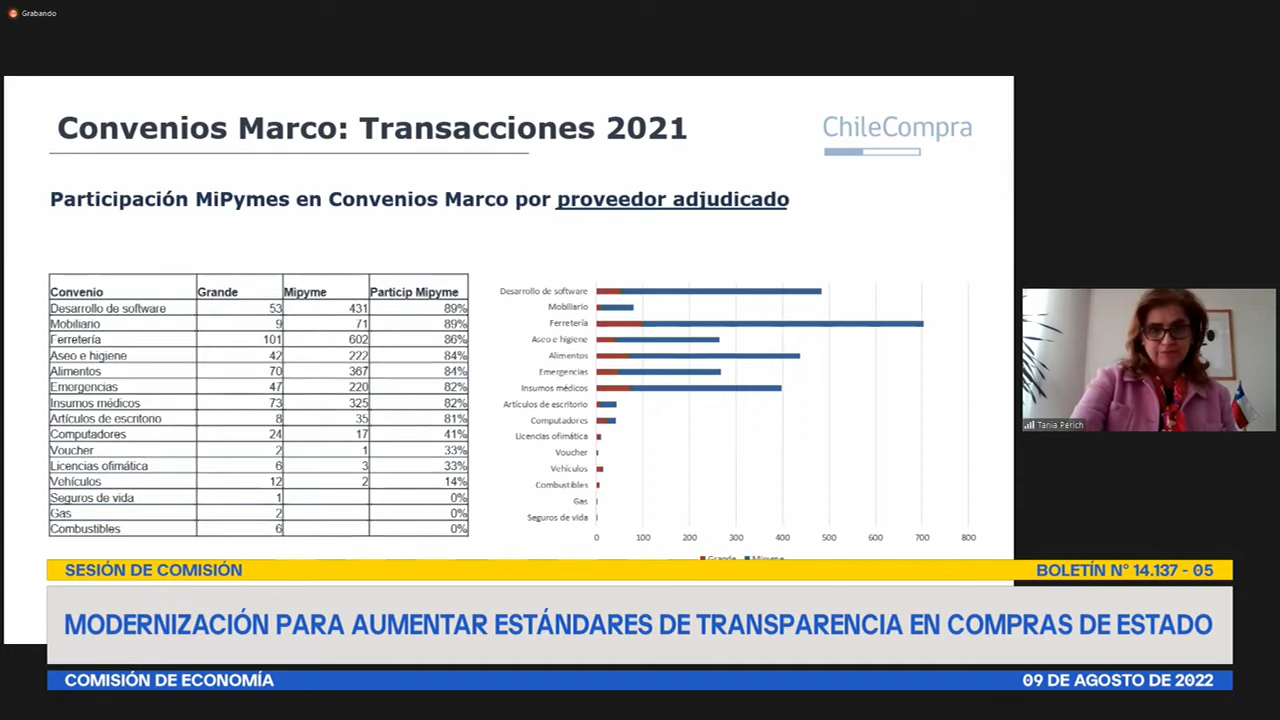 Grabando
Convenios Marco: Transacciones 2021
ChileCompra
Participación MiPymes en Convenios Marco por proveedor adjudicado
Convenio Grande Mipyme Particip Mipyme
Desarrollo de software 53 431 89%
Mobiliario 9 71 89%
Ferretería 101 602 86%
Aseo e higiene 42 222 84%
Alimentos 70 367 84%
Emergencias 47 220 82%
Insumos médicos 73 325 82%
Artículos de escritorio 8 35 81%
Computadores 24 17 41%
Voucher 2 1 33%
Licencias ofimática 6 3 33%
Vehículos 12 2 14%
Seguros de vida 1 0%
Gas 2 0%
Combustibles 6 0%
Desarrollo de software
Mobiliario
Ferretería
Aseo e higiene
Alimentos
Emergencias
Insumos médicos
Artículos de escritorio
Computadores
Licencias ofimática
Voucher
Vehículos
Combustibles
Gas
Seguros de vida
0 100 200 300 400 500 600 700 800
Grande Mipyme
Tania Perich
SESIÓN DE COMISIÓN
BOLETÍN N° 14.137 - 05
MODERNIZACIÓN PARA AUMENTAR ESTÁNDARES DE TRANSPARENCIA EN COMPRAS DE ESTADO
COMISIÓN DE ECONOMÍA
09 DE AGOSTO DE 2022